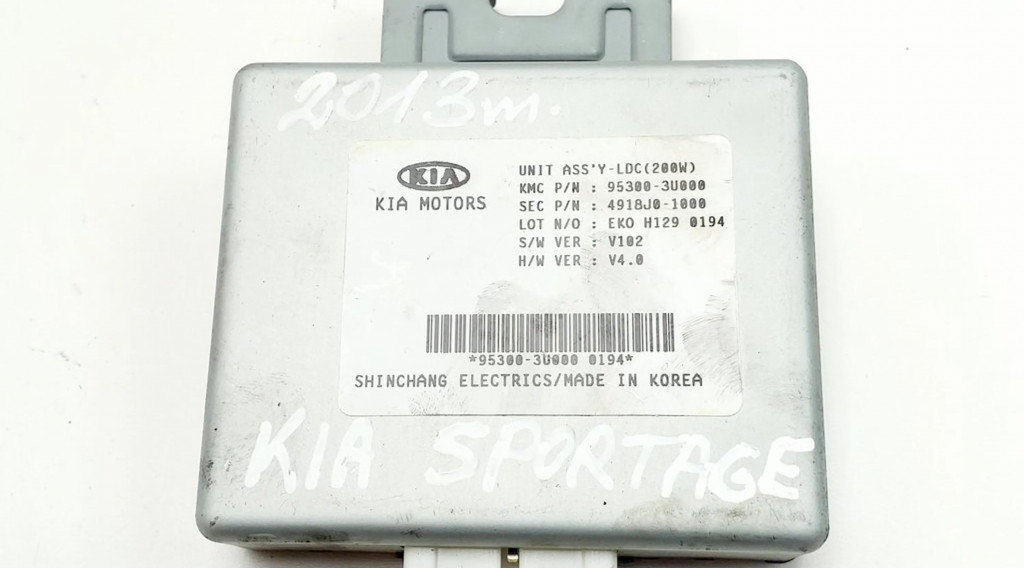 2013m.
KIA
KIA MOTORS
UNIT ASS'Y-LDC(200W)
KMC P/N : 95300-3U000
SEC P/N : 4918J0-1000
LOT N/O : EKO H129 0194
S/W VER : V102
H/W VER : V4.0
*95300-3U000 0194*
SHINCHANG ELECTRICS/MADE IN KOREA
KIA SPORTAGE